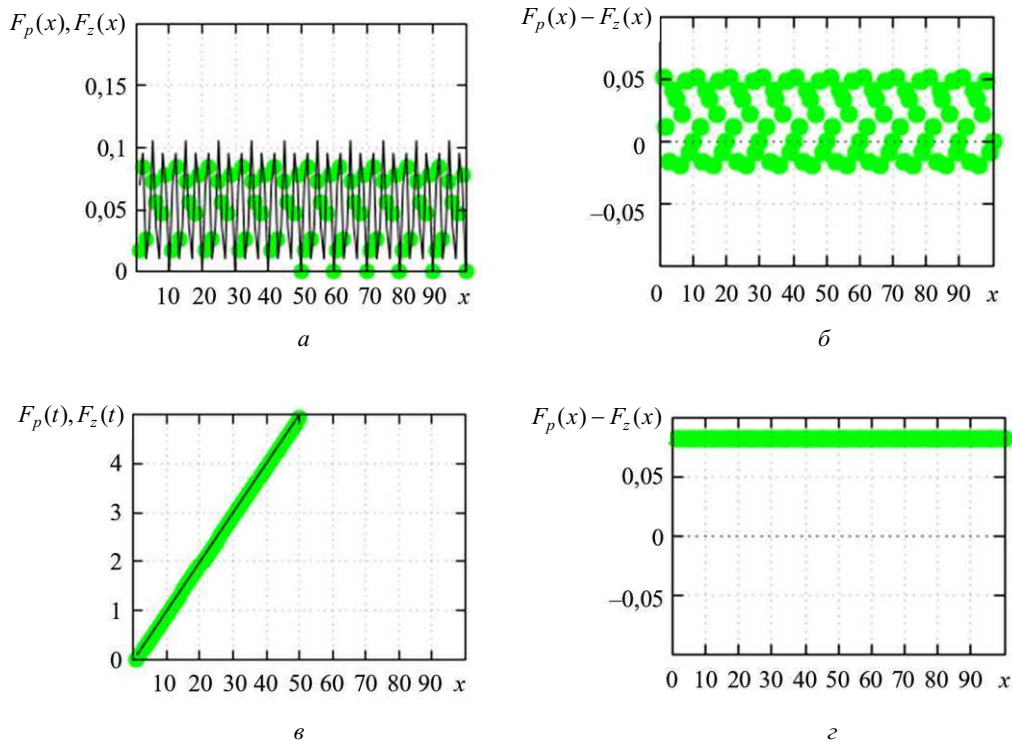 F_p(x), F_z(x)
0,15
0,1
0,05
0
10 20 30 40 50 60 70 80 90 x
а
F_p(x) − F_z(x)
0,05
0
−0,05
0 10 20 30 40 50 60 70 80 90 x
б
F_p(t), F_z(t)
4
3
2
1
0
10 20 30 40 50 60 70 80 90 x
в
F_p(x) − F_z(x)
0,05
0
−0,05
0 10 20 30 40 50 60 70 80 90 x
г